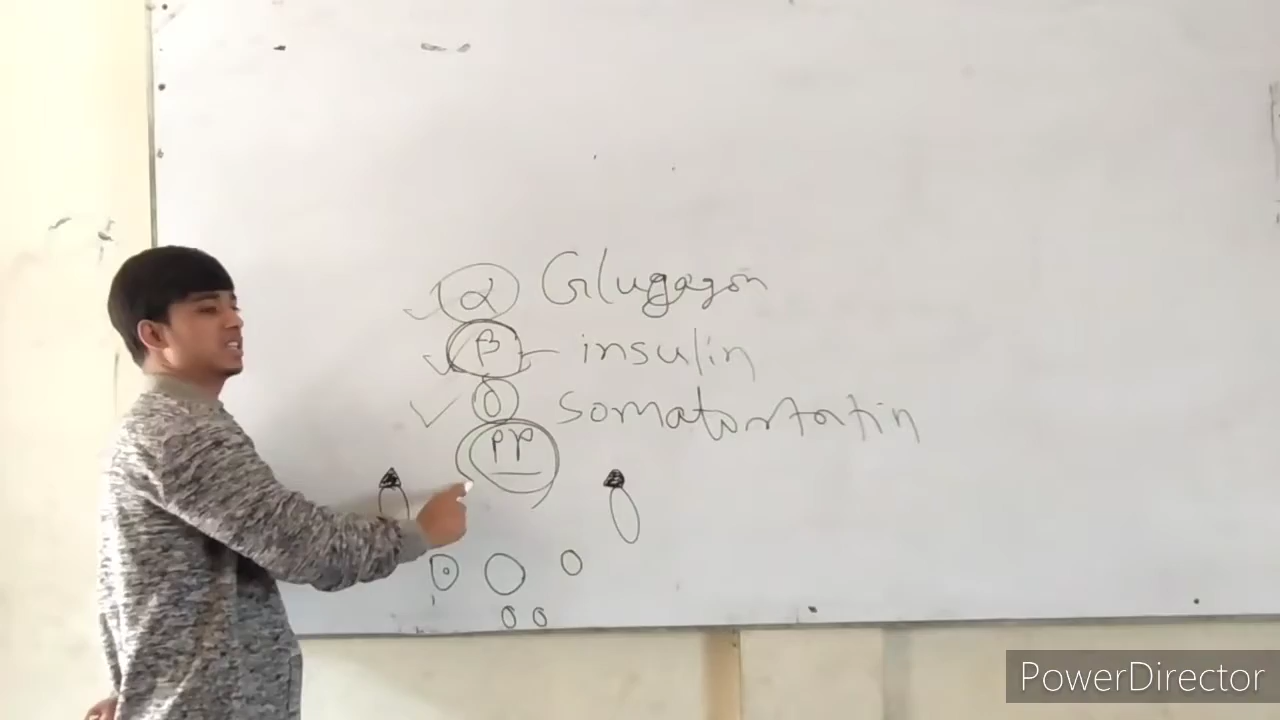 α Glugagon
β - insulin
δ Somatostatin
PP
PowerDirector